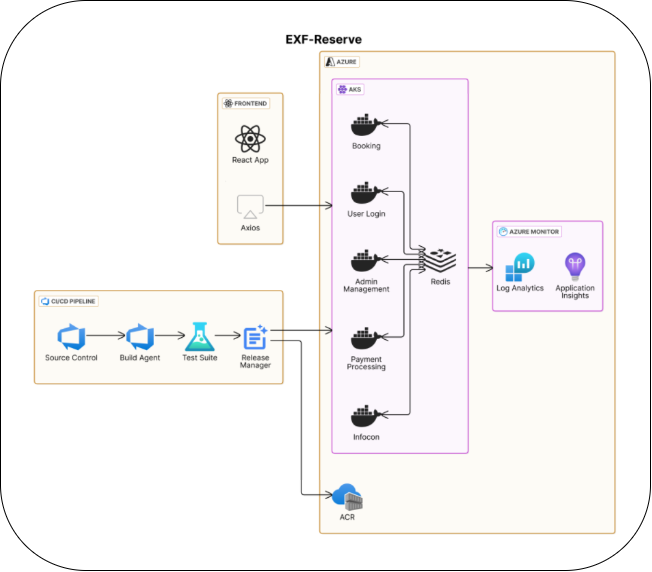 EXF-Reserve
AZURE
AKS
FRONTEND
React App
Axios
Booking
User Login
Admin
Management
Payment
Processing
Infocon
Redis
AZURE MONITOR
Log Analytics
Application
Insights
CI/CD PIPELINE
Source Control
Build Agent
Test Suite
Release
Manager
ACR